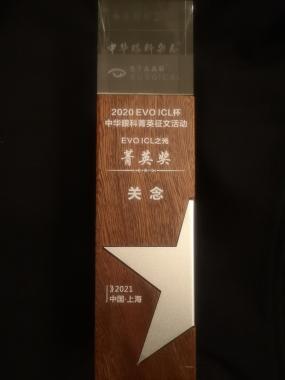 中华眼科杂志
SURGICAL
2020 EVO ICL杯
中华眼科菁英征文活动
EVO ICL之光
菁英奖
关念
2021
中国·上海